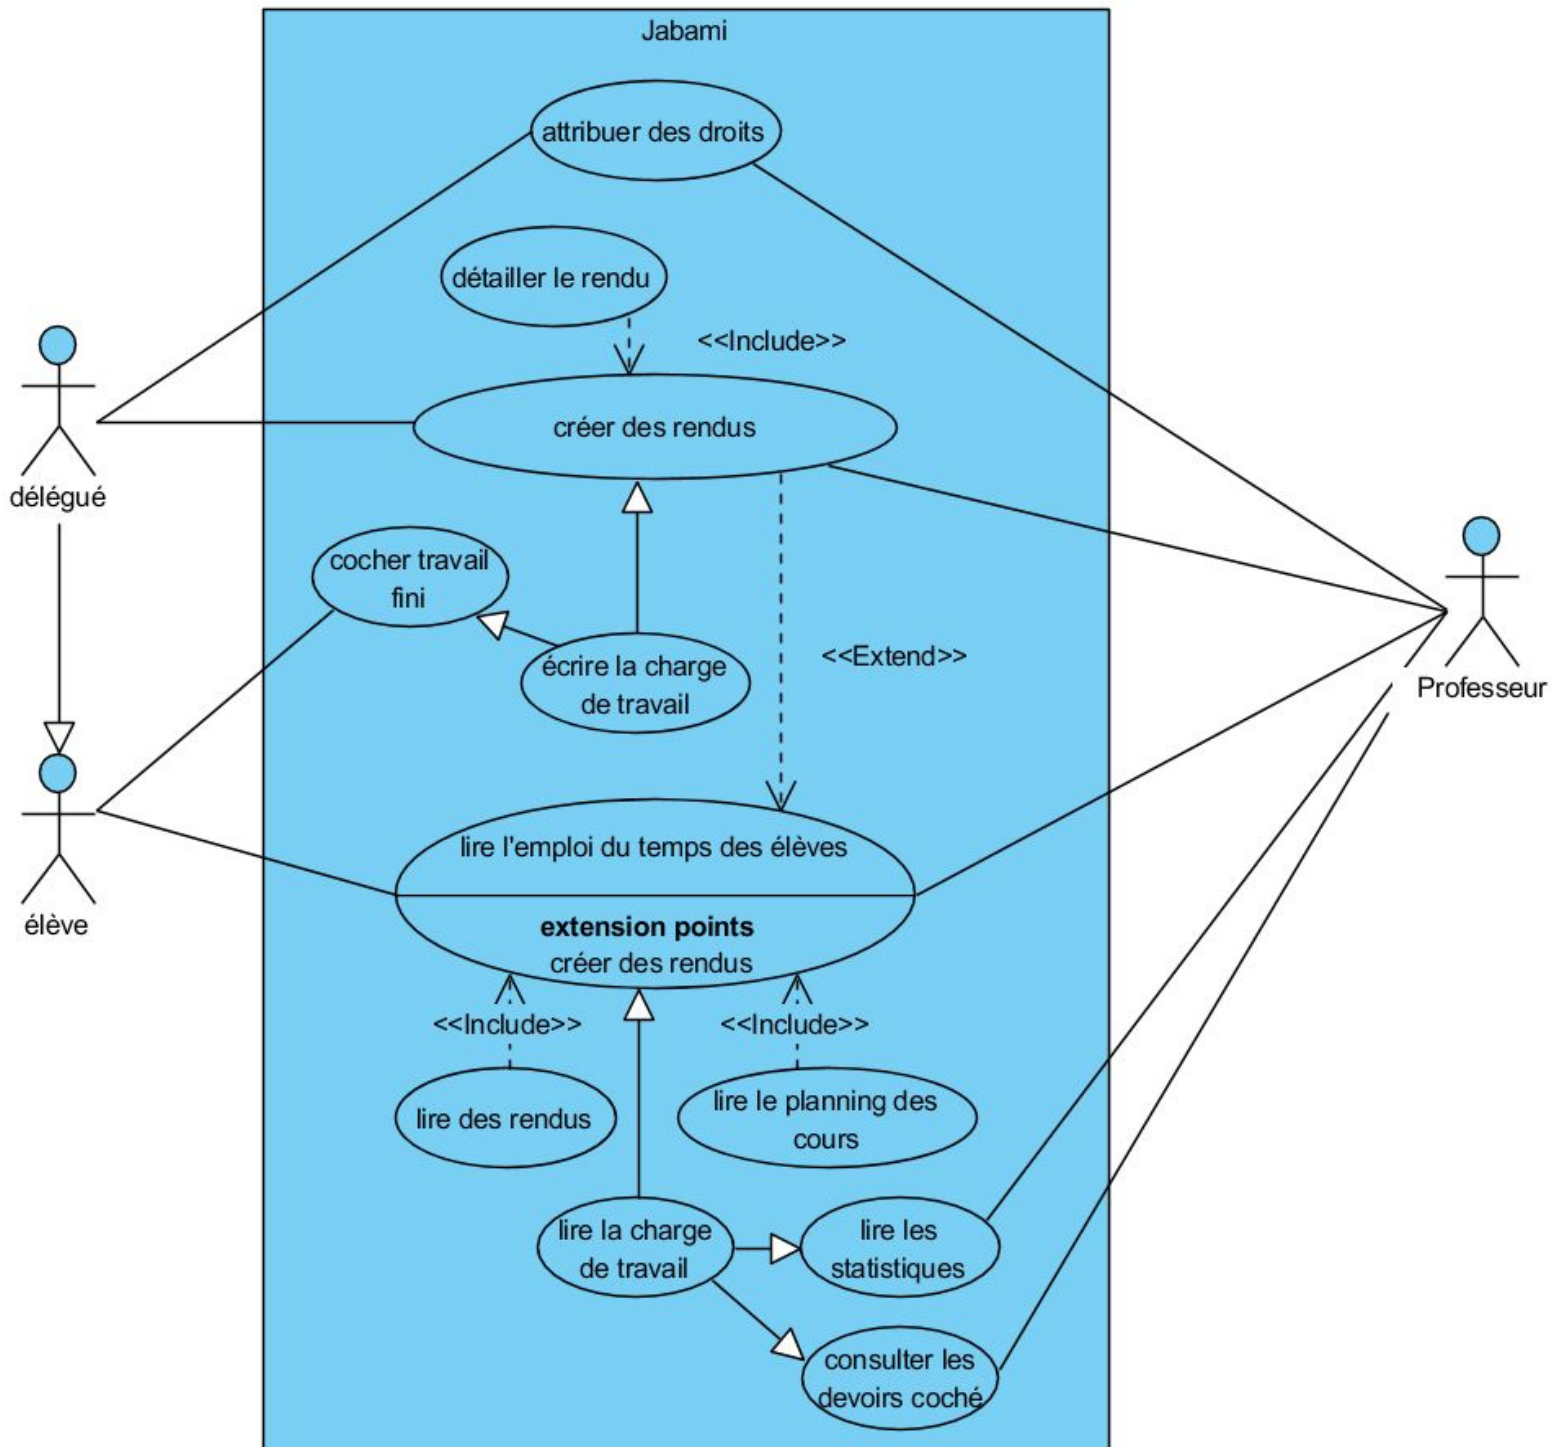 Jabami
attribuer des droits
détailler le rendu
<<Include>>
créer des rendus
délégué
cocher travail
fini
écrire la charge
de travail
<<Extend>>
Professeur
lire l'emploi du temps des élèves
extension points
créer des rendus
élève
<<Include>>
<<Include>>
lire des rendus
lire le planning des
cours
lire la charge
de travail
lire les
statistiques
consulter les
devoirs coché